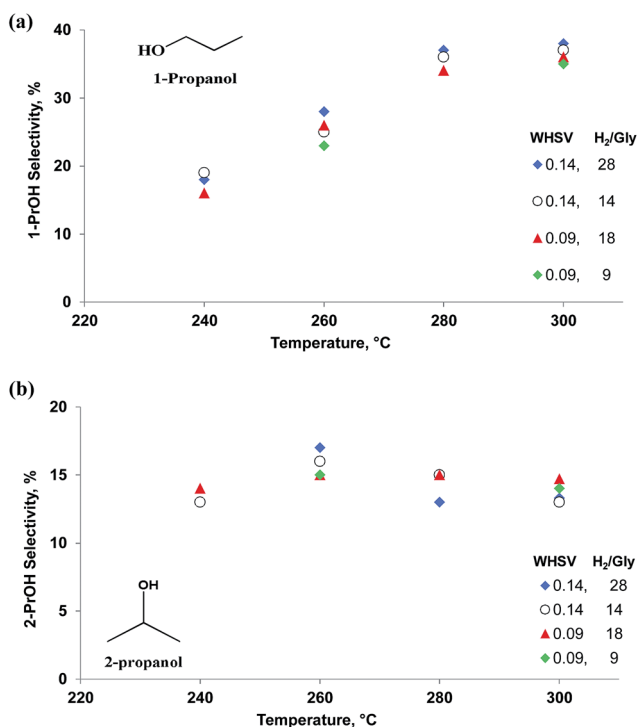 (a)
40
30
20
10
0
1-PrOH Selectivity, %
HO
1-Propanol
WHSV H₂/Gly
0.14, 28
0.14, 14
0.09, 18
0.09, 9
220 240 260 280 300
Temperature, °C
(b)
20
15
10
5
0
2-PrOH Selectivity, %
OH
2-propanol
WHSV H₂/Gly
0.14, 28
0.14 14
0.09 18
0.09, 9
220 240 260 280 300
Temperature, °C